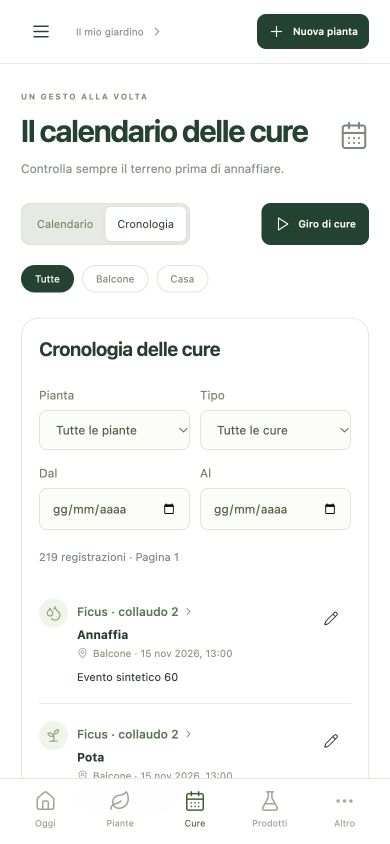 Il mio giardino
Nuova pianta
UN GESTO ALLA VOLTA
Il calendario delle cure
Controlla sempre il terreno prima di annaffiare.
Calendario
Cronologia
Giro di cure
Tutte
Balcone
Casa
Cronologia delle cure
Pianta
Tipo
Tutte le piante
Tutte le cure
Dal
Al
gg/mm/aaaa
gg/mm/aaaa
219 registrazioni · Pagina 1
Ficus · collaudo 2
Annaffia
Balcone · 15 nov 2026, 13:00
Evento sintetico 60
Ficus · collaudo 2
Pota
Balcone · 15 nov 2026, 13:00
Oggi
Piante
Cure
Prodotti
Altro